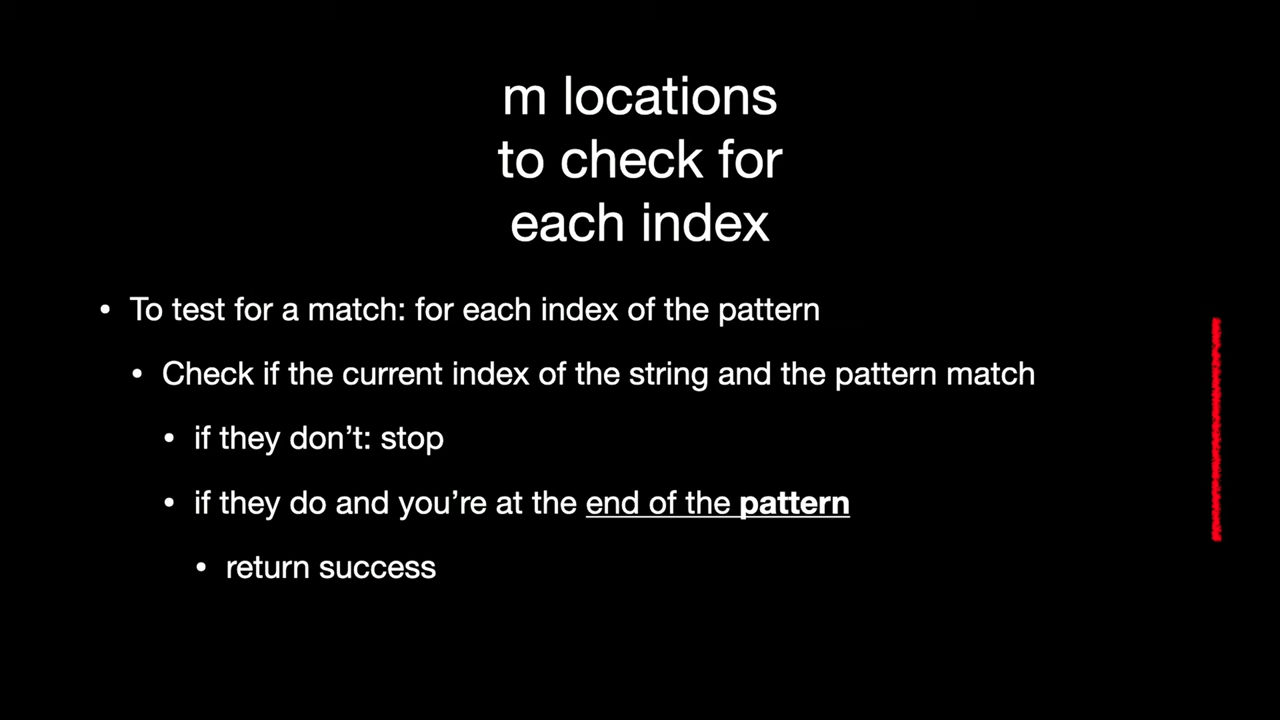 m locations
to check for
each index
• To test for a match: for each index of the pattern
• Check if the current index of the string and the pattern match
• if they don’t: stop
• if they do and you’re at the end of the pattern
• return success